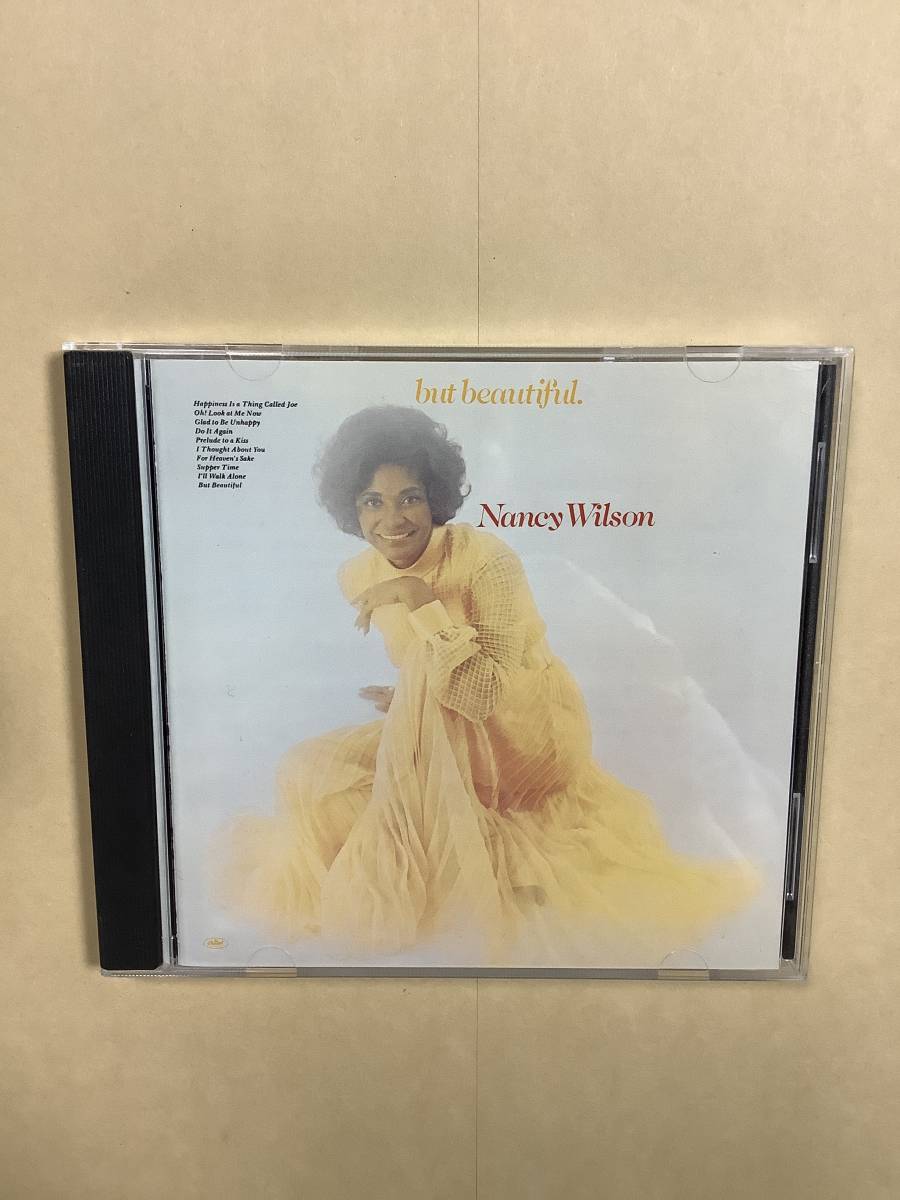 but beautiful.
Happiness Is a Thing Called Joe
Oh! Look at Me Now
Glad to Be Unhappy
Do It Again
Prelude to a Kiss
I Thought About You
For Heaven's Sake
Supper Time
I'll Walk Alone
But Beautiful
Nancy Wilson